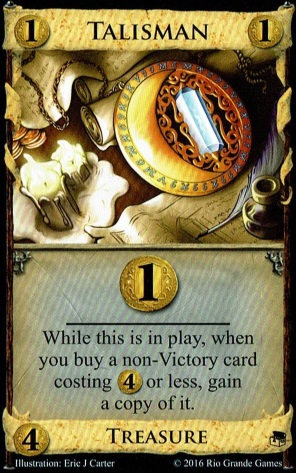 1 TALISMAN 1
1
While this is in play, when
you buy a non-Victory card
costing 4 or less, gain
a copy of it.
4 TREASURE
Illustration: Eric J Carter © 2016 Rio Grande Games